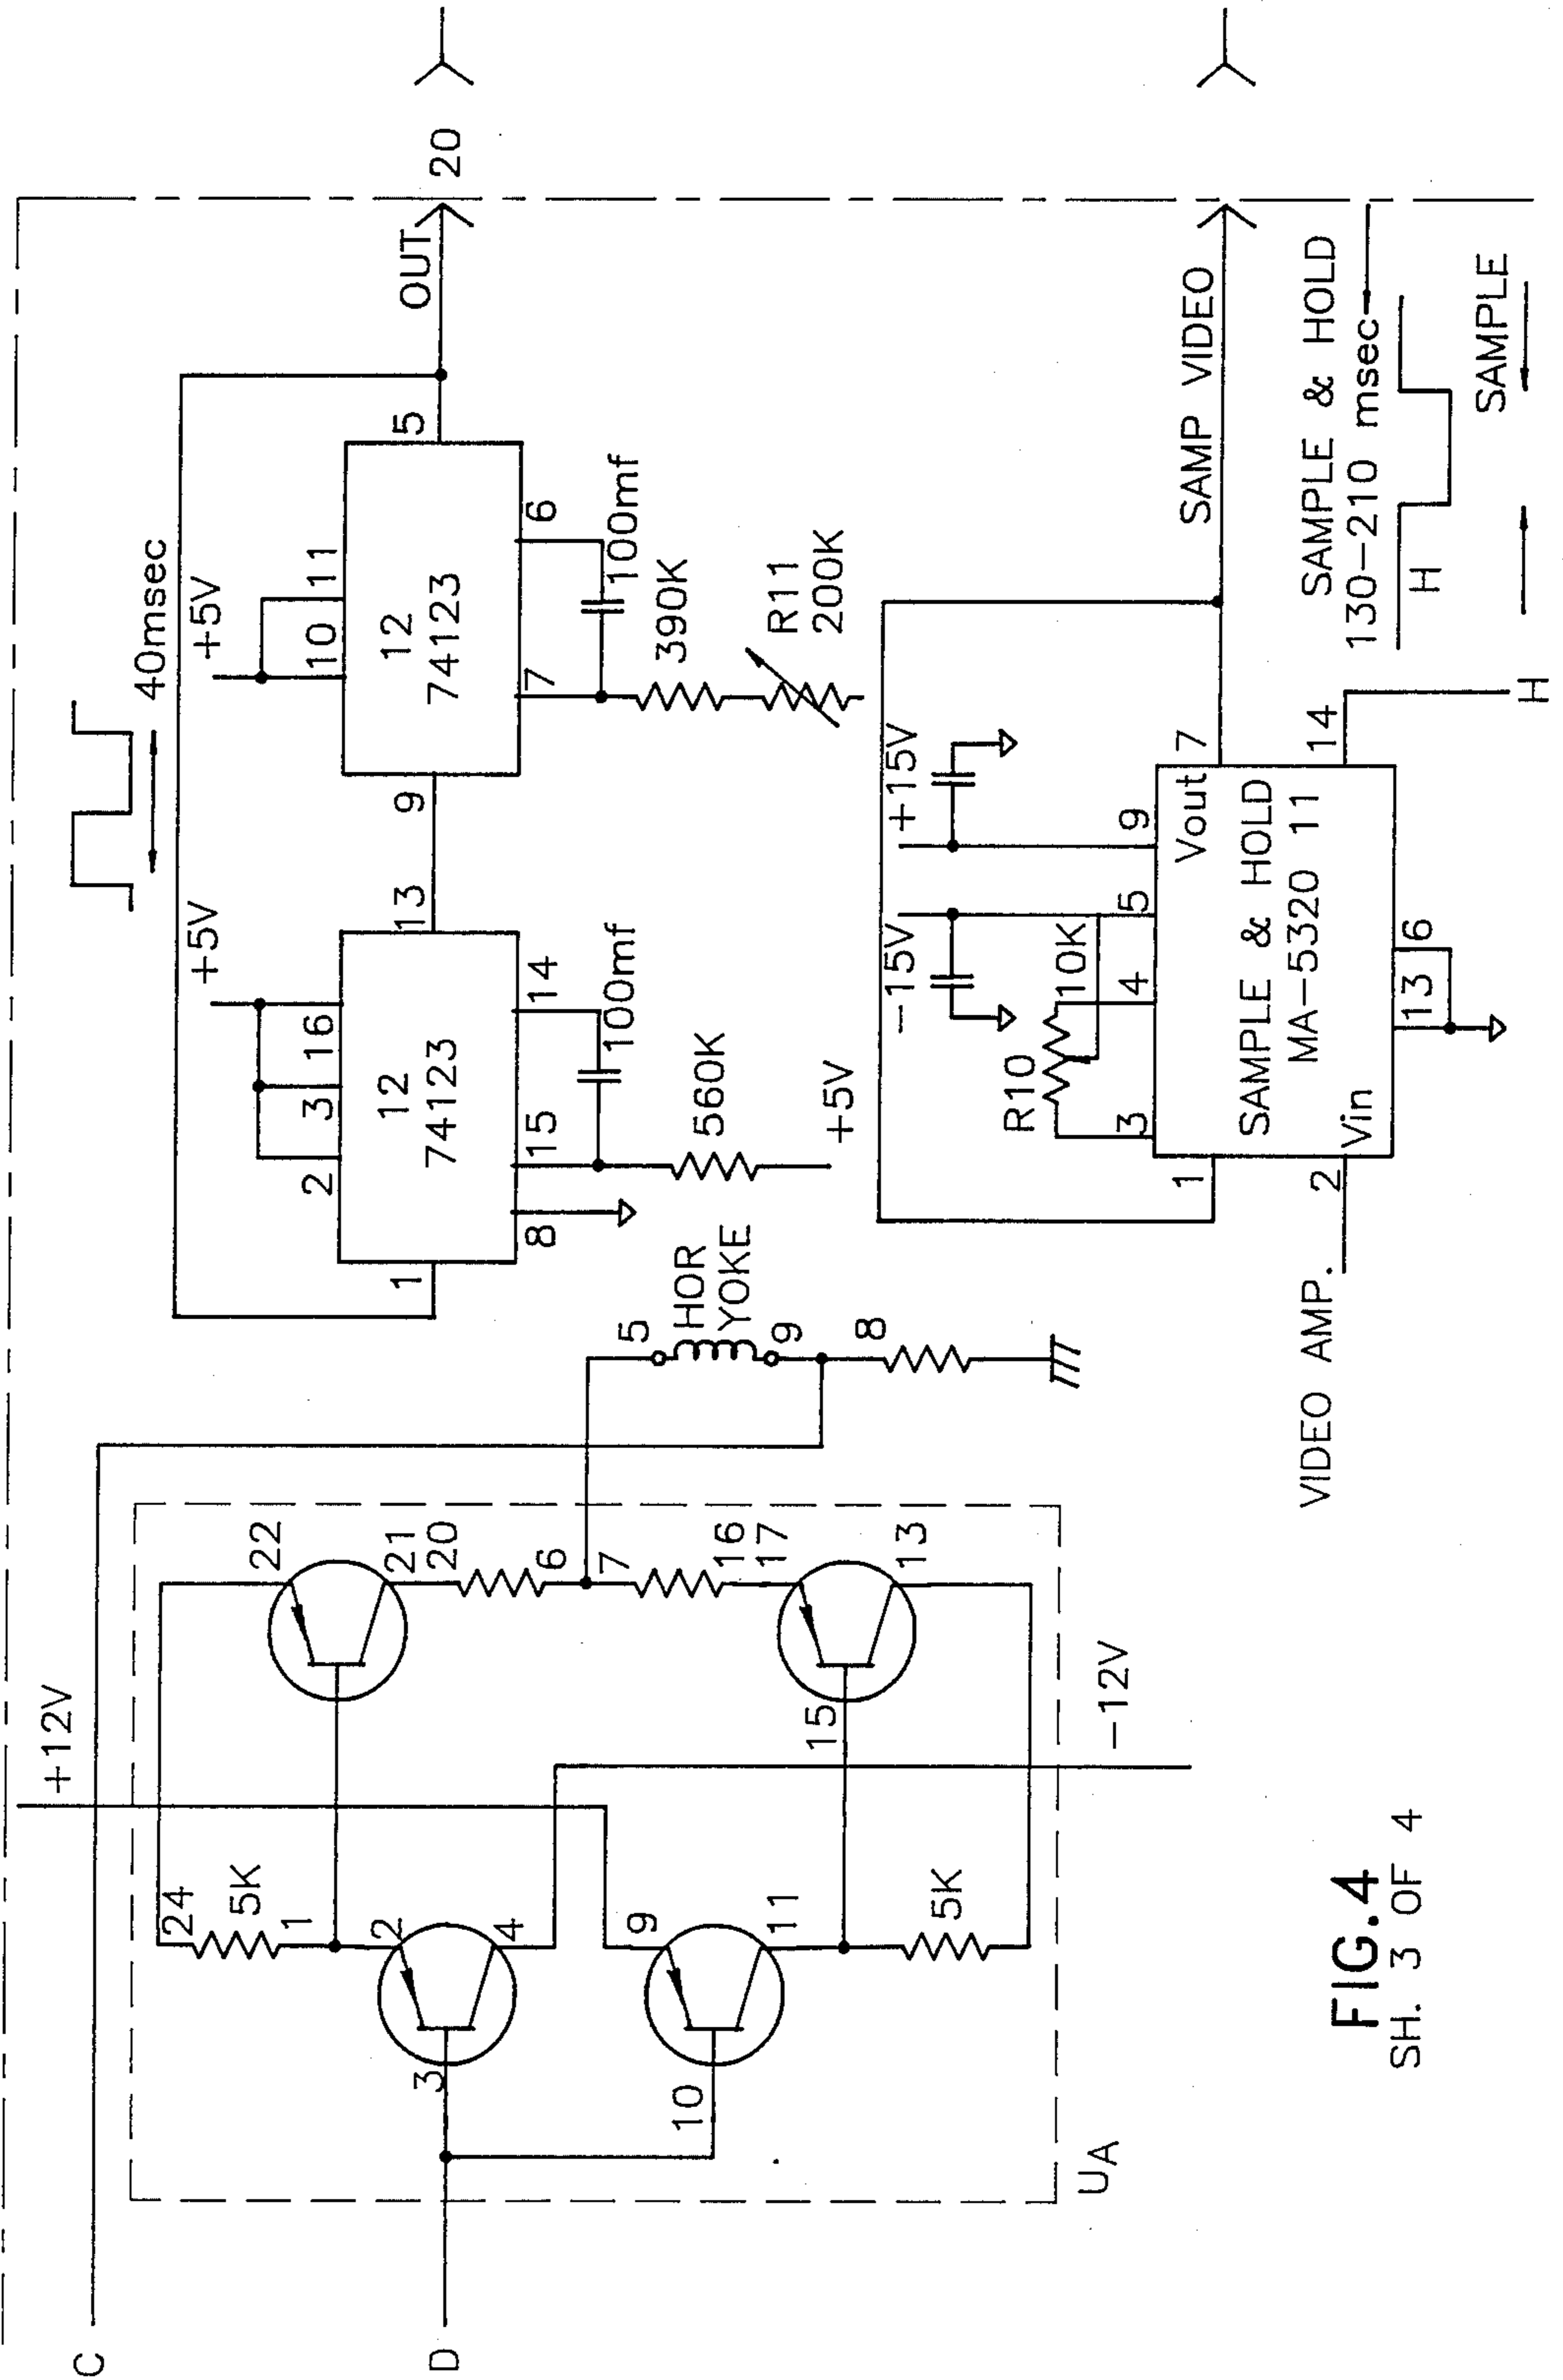 C
D
+12V
24
5K
1
2
3
4
9
10
11
5K
22
21
20
6
7
16
17
15
13
-12V
UA
5
HOR
YOKE
9
8
40msec
+5V
2
3
16
12
74123
1
13
8
15
14
100mf
560K
+5V
+5V
10
11
12
74123
9
5
7
6
100mf
390K
R11
200K
OUT
20
-15V
+15V
R10
10K
3
4
5
9
1
Vout
7
SAMPLE & HOLD
MA-5320 11
Vin
2
13
6
14
H
VIDEO AMP.
SAMP VIDEO
SAMPLE & HOLD
130-210 msec
H
SAMPLE
FIG.4
SH. 3 OF 4